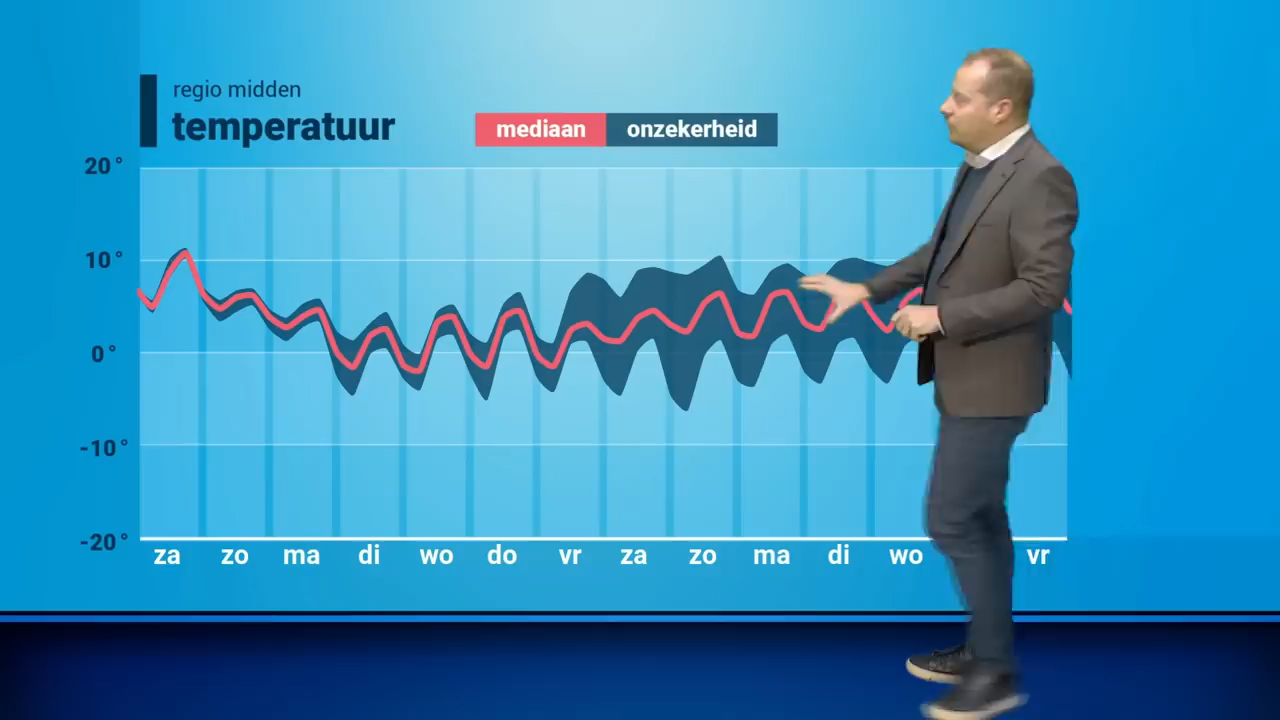 regio midden
temperatuur
mediaan onzekerheid
20°
10°
0°
-10°
-20°
za zo ma di wo do vr za zo ma di wo vr